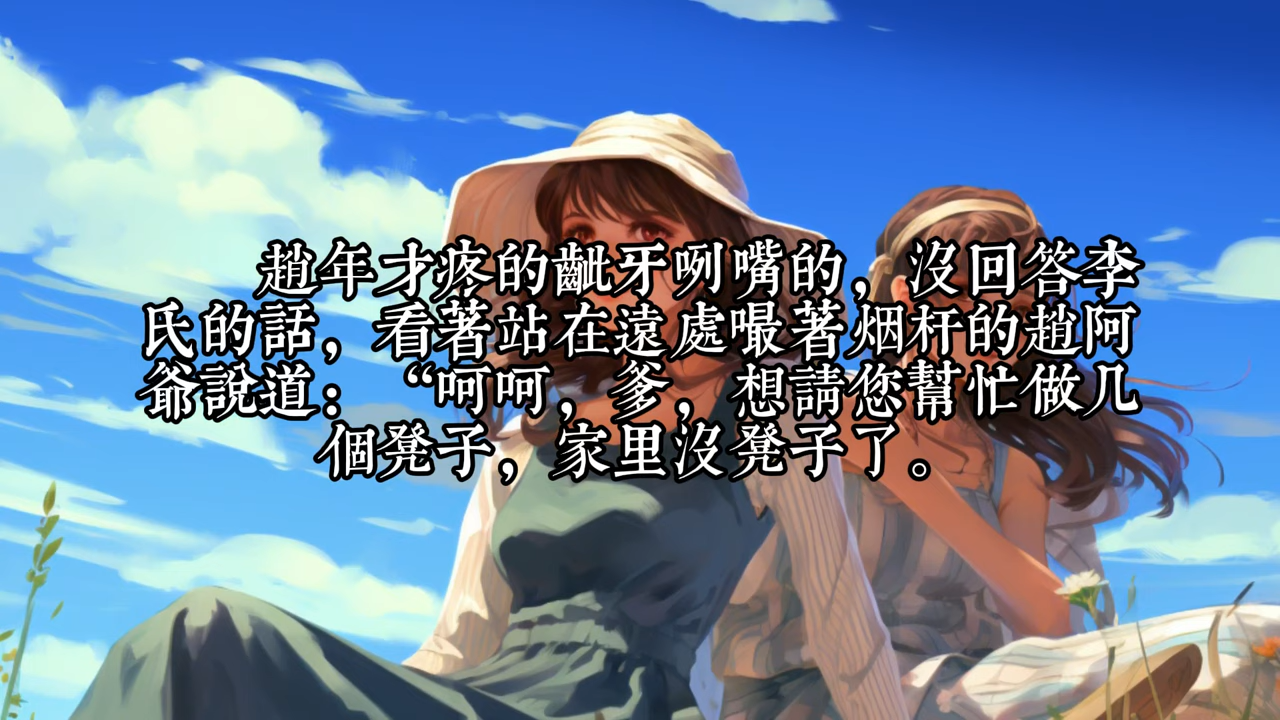 趙年才疼的齜牙咧嘴的，沒回答李
氏的話，看著站在遠處嘬著烟杆的趙阿
爺說道：“呵呵，爹，想請您幫忙做几
個凳子，家里沒凳子了。